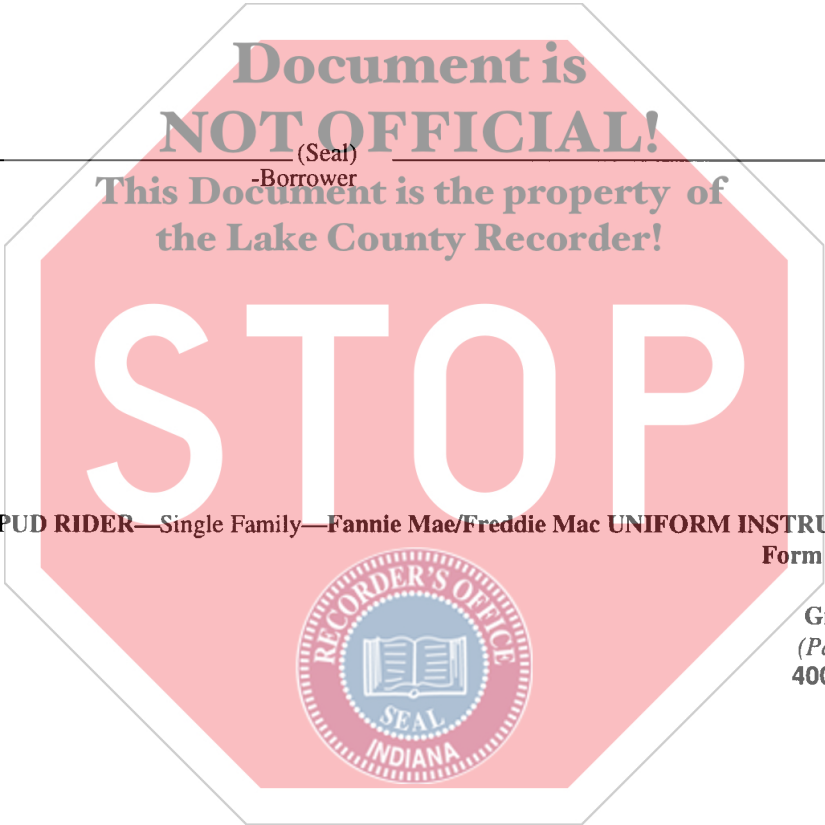 Document is
NOT OFFICIAL!
(Seal)
-Borrower
This Document is the property of
the Lake County Recorder!
STOP
PUD RIDER—Single Family—Fannie Mae/Freddie Mac UNIFORM
Form
RECORDER'S OFFICE
SEAL
INDIANA